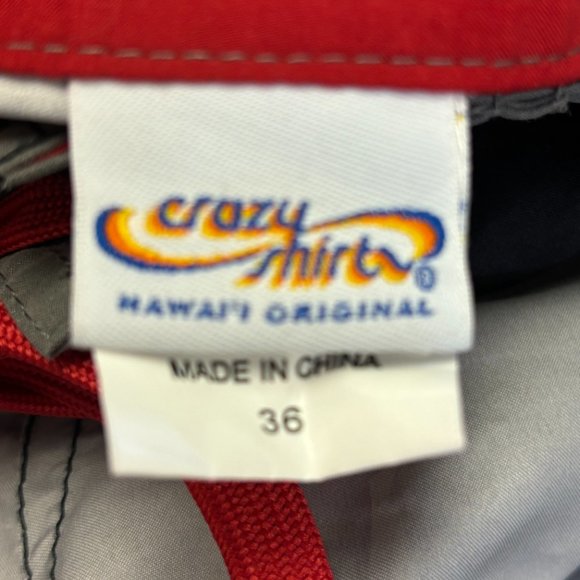 crazy
shirts®
HAWAI'I ORIGINAL
MADE IN CHINA
36